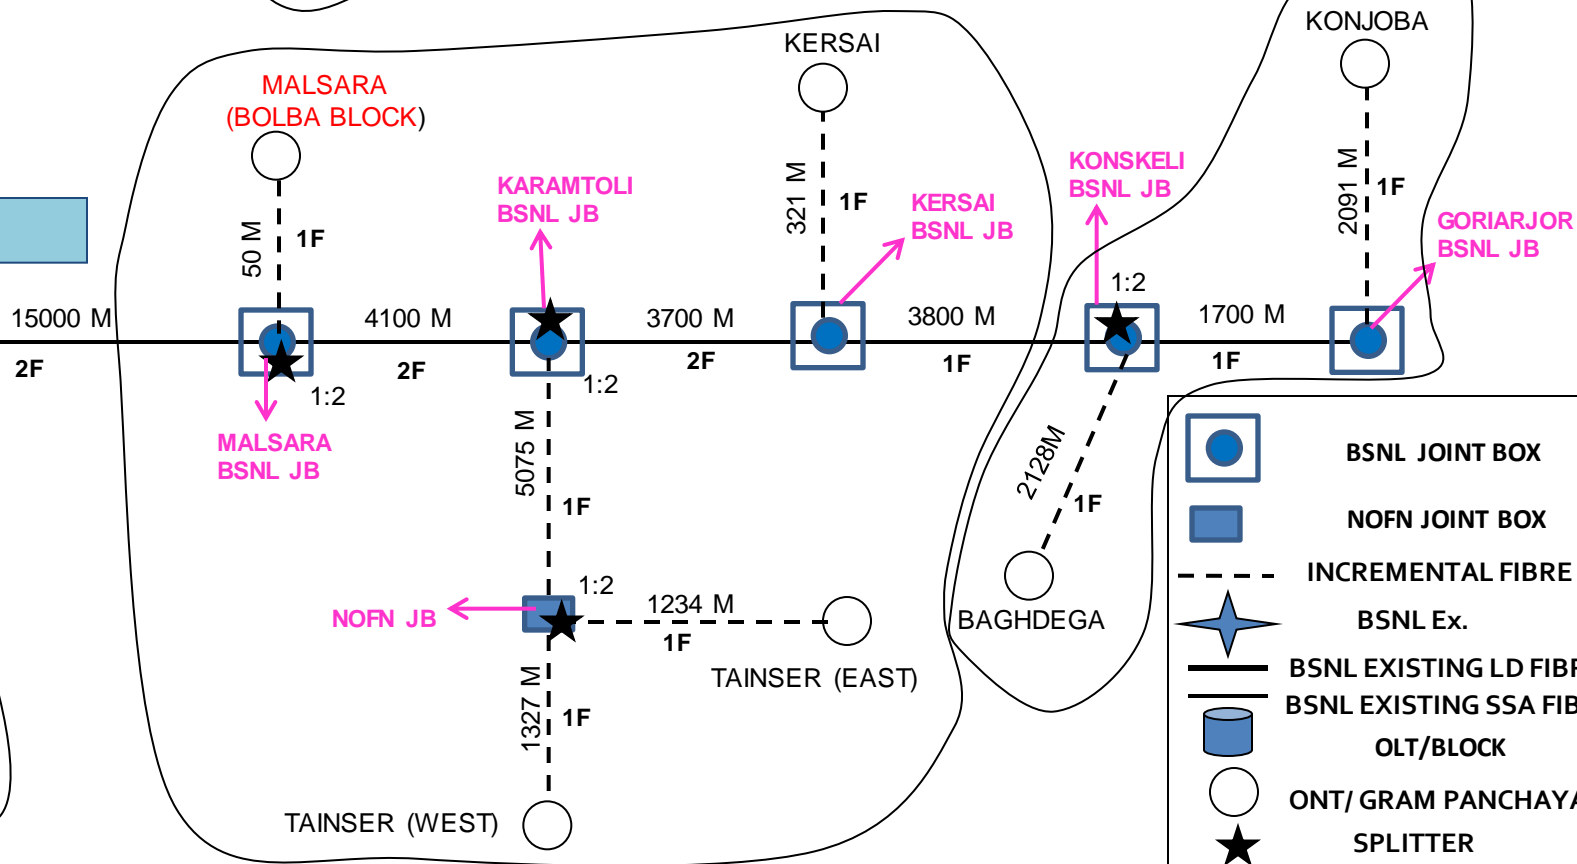 KERSAI
KONJOBA
MALSARA
(BOLBA BLOCK)
KARAMTOLI
BSNL JB
KERSAI
BSNL JB
KONSKELI
BSNL JB
GORIARJOR
BSNL JB
50 M
1F
321 M
1F
2091 M
1F
1:2
15000 M
2F
4100 M
2F
3700 M
2F
3800 M
1F
1700 M
1F
1:2
1:2
MALSARA
BSNL JB
5075 M
1F
2128M
1F
NOFN JB
1:2
1234 M
1F
TAINSER (EAST)
BAGHDEGA
1327 M
1F
TAINSER (WEST)
BSNL JOINT BOX
NOFN JOINT BOX
INCREMENTAL FIBRE
BSNL Ex.
BSNL EXISTING LD FIB
BSNL EXISTING SSA FIB
OLT/BLOCK
ONT/ GRAM PANCHAYA
SPLITTER